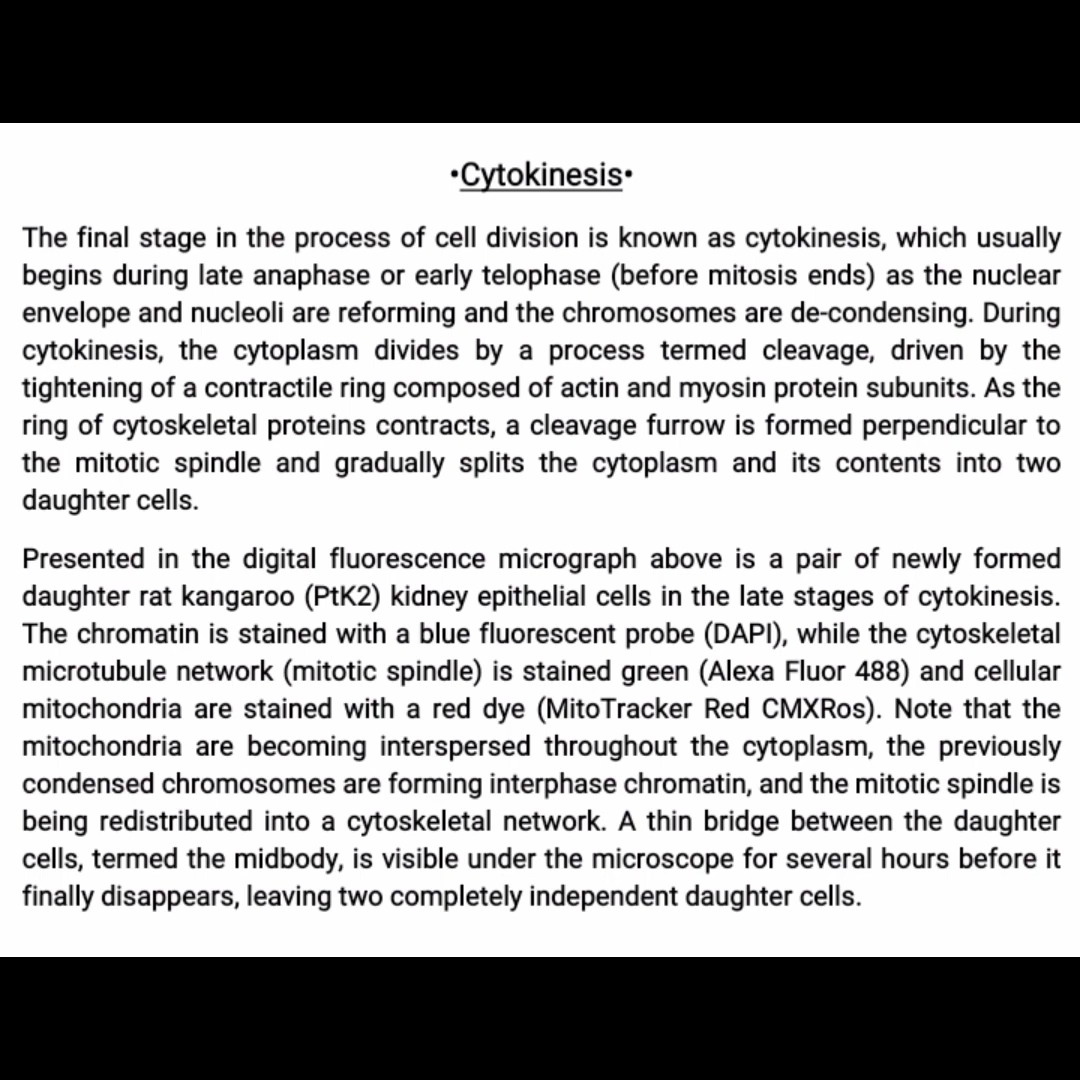 •Cytokinesis•
The final stage in the process of cell division is known as cytokinesis, which usually
begins during late anaphase or early telophase (before mitosis ends) as the nuclear
envelope and nucleoli are reforming and the chromosomes are de-condensing. During
cytokinesis, the cytoplasm divides by a process termed cleavage, driven by the
tightening of a contractile ring composed of actin and myosin protein subunits. As the
ring of cytoskeletal proteins contracts, a cleavage furrow is formed perpendicular to
the mitotic spindle and gradually splits the cytoplasm and its contents into two
daughter cells.
Presented in the digital fluorescence micrograph above is a pair of newly formed
daughter rat kangaroo (PtK2) kidney epithelial cells in the late stages of cytokinesis.
The chromatin is stained with a blue fluorescent probe (DAPI), while the cytoskeletal
microtubule network (mitotic spindle) is stained green (Alexa Fluor 488) and cellular
mitochondria are stained with a red dye (MitoTracker Red CMXRos). Note that the
mitochondria are becoming interspersed throughout the cytoplasm, the previously
condensed chromosomes are forming interphase chromatin, and the mitotic spindle is
being redistributed into a cytoskeletal network. A thin bridge between the daughter
cells, termed the midbody, is visible under the microscope for several hours before it
finally disappears, leaving two completely independent daughter cells.